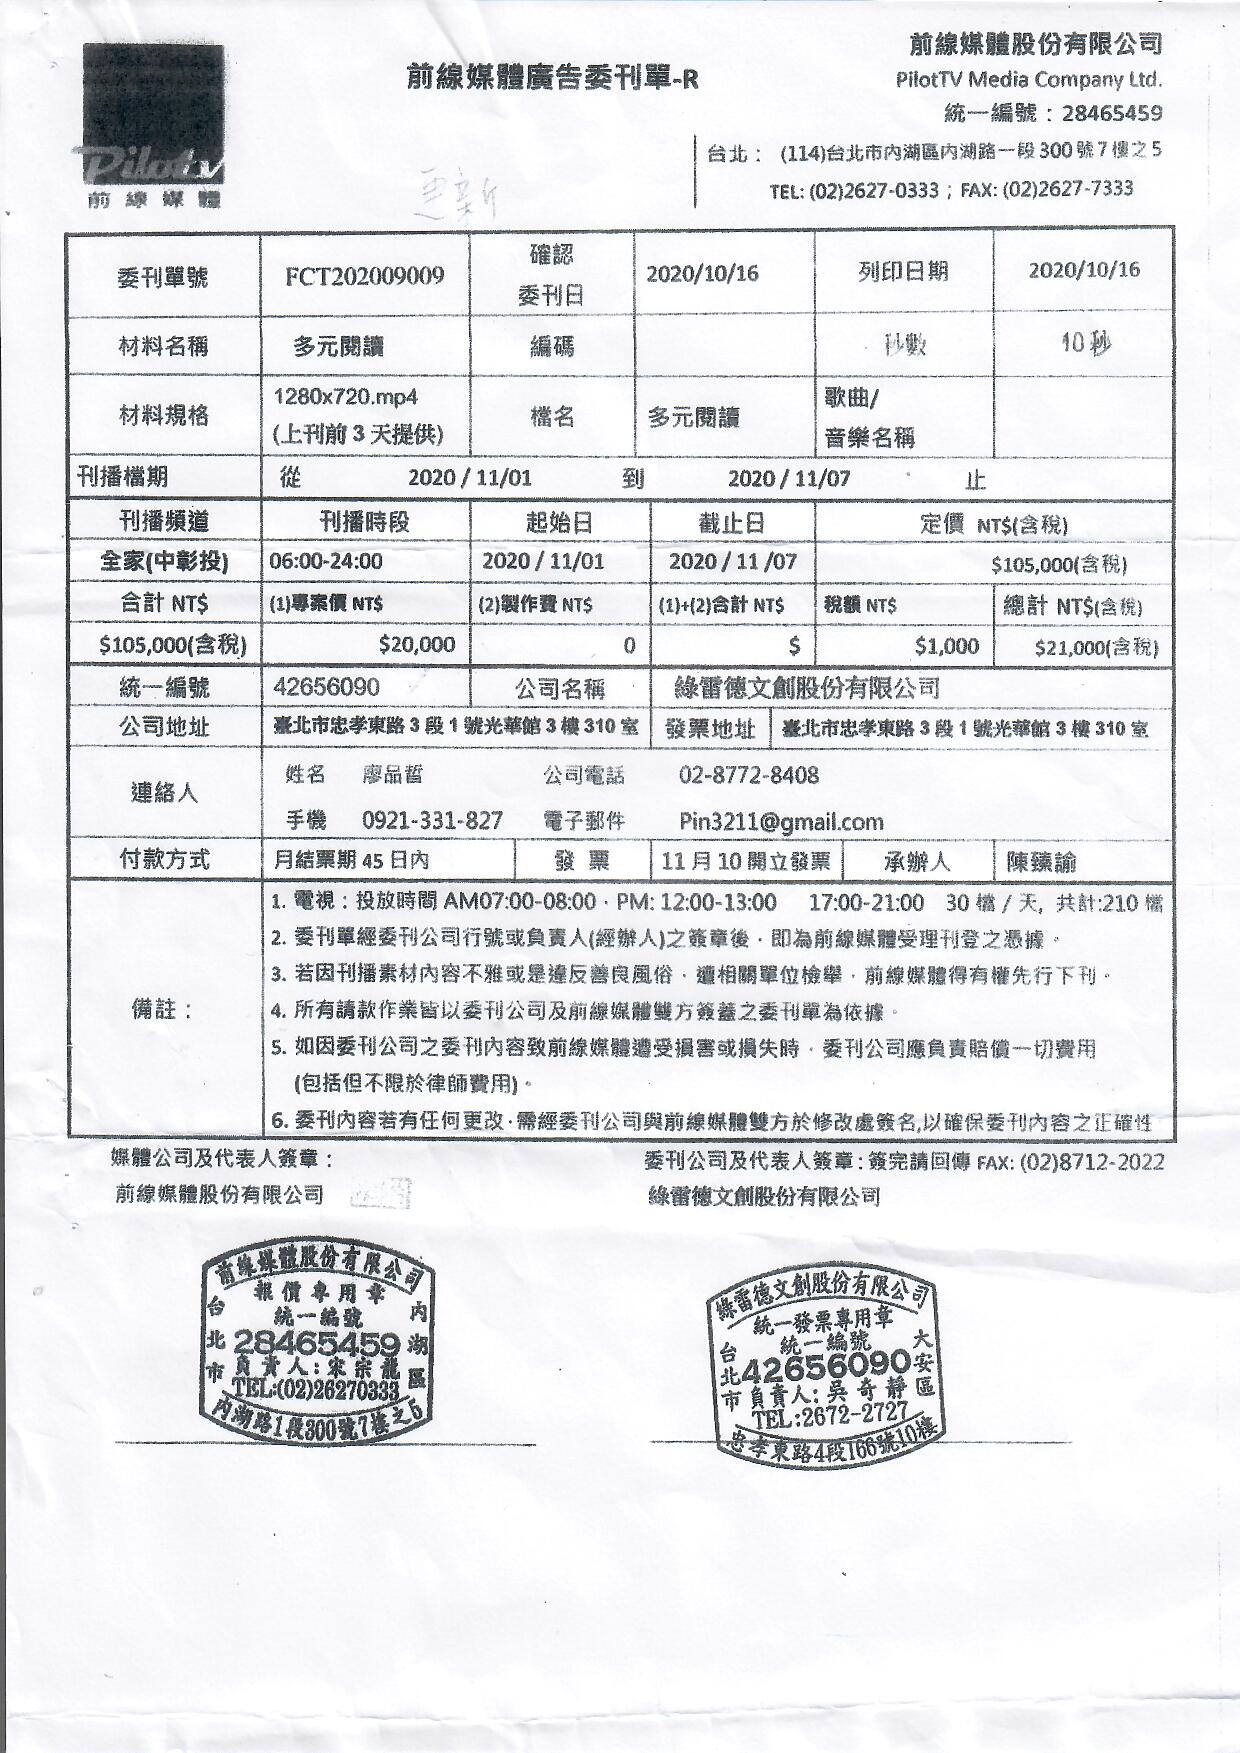 前線媒體股份有限公司
前線媒體廣告委刊單-R
PilotTV Media Company Ltd.
統一編號：28465459
台北： (114)台北市內湖區內湖路一段300號7樓之5
TEL: (02)2627-0333；FAX: (02)2627-7333
PilotTV
前線媒體
更新
委刊單號 FCT202009009 確認委刊日 2020/10/16 列印日期 2020/10/16
材料名稱 多元閱讀 編碼 秒數 10秒
材料規格 1280x720.mp4 (上刊前3天提供) 檔名 多元閱讀 歌曲/音樂名稱
刊播檔期 從 2020 / 11/01 到 2020 / 11/07 止
刊播頻道 刊播時段 起始日 截止日 定價 NT$(含稅)
全家(中彰投) 06:00-24:00 2020 / 11/01 2020 / 11 /07 $105,000(含稅)
合計 NT$ (1)專案價 NT$ (2)製作費 NT$ (1)+(2)合計 NT$ 稅額 NT$ 總計 NT$(含稅)
$105,000(含稅) $20,000 0 $ $1,000 $21,000(含稅)
統一編號 42656090 公司名稱 綠雷德文創股份有限公司
公司地址 臺北市忠孝東路3段1號光華館3樓310室 發票地址 臺北市忠孝東路3段1號光華館3樓310室
連絡人 姓名 廖品晢 公司電話 02-8772-8408
手機 0921-331-827 電子郵件 Pin3211@gmail.com
付款方式 月結票期45日內 發票 11月10開立發票 承辦人 陳臻諭
備註：
1. 電視：投放時間 AM07:00-08:00．PM: 12:00-13:00 17:00-21:00 30檔 / 天, 共計:210檔
2. 委刊單經委刊公司行號或負責人(經辦人)之簽章後．即為前線媒體受理刊登之憑據。
3. 若因刊播素材內容不雅或是違反善良風俗．遭相關單位檢舉．前線媒體得有權先行下刊。
4. 所有請款作業皆以委刊公司及前線媒體雙方簽蓋之委刊單為依據。
5. 如因委刊公司之委刊內容致前線媒體遭受損害或損失時．委刊公司應負責賠償一切費用
(包括但不限於律師費用)。
6. 委刊內容若有任何更改．需經委刊公司與前線媒體雙方於修改處簽名,以確保委刊內容之正確性
媒體公司及代表人簽章： 委刊公司及代表人簽章：簽完請回傳 FAX: (02)8712-2022
前線媒體股份有限公司 綠雷德文創股份有限公司
前線媒體股份有限公司
報價專用章
統一編號
28465459
負責人：宋宗龍
TEL:(02)26270333
台北市 內湖區
內湖路1段300號7樓之5
綠雷德文創股份有限公司
統一發票專用章
統一編號
42656090
負責人：吳奇靜
TEL:2672-2727
台北市 大安區
忠孝東路4段166號10樓